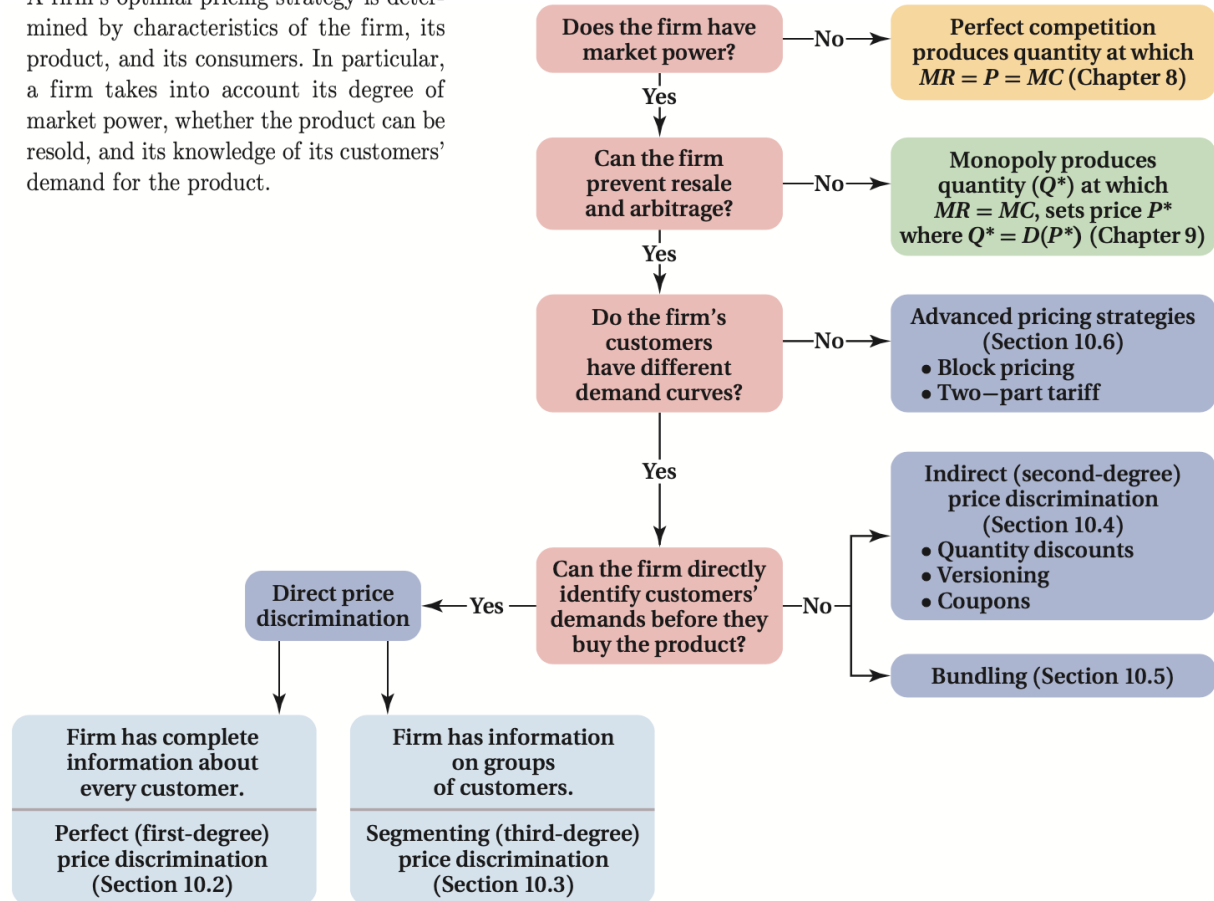 A firm's optimal pricing strategy is deter-
mined by characteristics of the firm, its
product, and its consumers. In particular,
a firm takes into account its degree of
market power, whether the product can be
resold, and its knowledge of its customers'
demand for the product.
Does the firm have
market power?
No
Perfect competition
produces quantity at which
MR = P = MC (Chapter 8)
Yes
Can the firm
prevent resale
and arbitrage?
No
Monopoly produces
quantity (Q*) at which
MR = MC, sets price P*
where Q* = D(P*) (Chapter 9)
Yes
Do the firm's
customers
have different
demand curves?
No
Advanced pricing strategies
(Section 10.6)
• Block pricing
• Two–part tariff
Yes
Can the firm directly
identify customers'
demands before they
buy the product?
No
Indirect (second-degree)
price discrimination
(Section 10.4)
• Quantity discounts
• Versioning
• Coupons
Bundling (Section 10.5)
Yes
Direct price
discrimination
Firm has complete
information about
every customer.
Perfect (first-degree)
price discrimination
(Section 10.2)
Firm has information
on groups
of customers.
Segmenting (third-degree)
price discrimination
(Section 10.3)